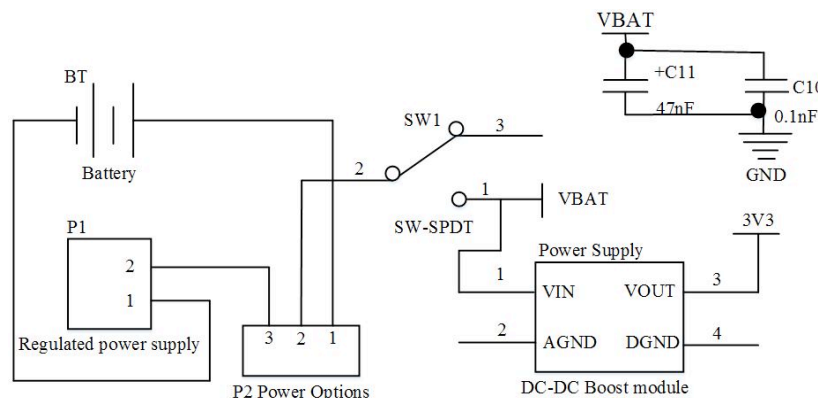 VBAT
+C11
47nF
C10
0.1nF
GND
BT
Battery
SW1
3
2
1
SW-SPDT
VBAT
P1
2
1
Regulated power supply
3 2 1
P2 Power Options
Power Supply
3V3
1
VIN VOUT
3
2
AGND DGND
4
DC-DC Boost module